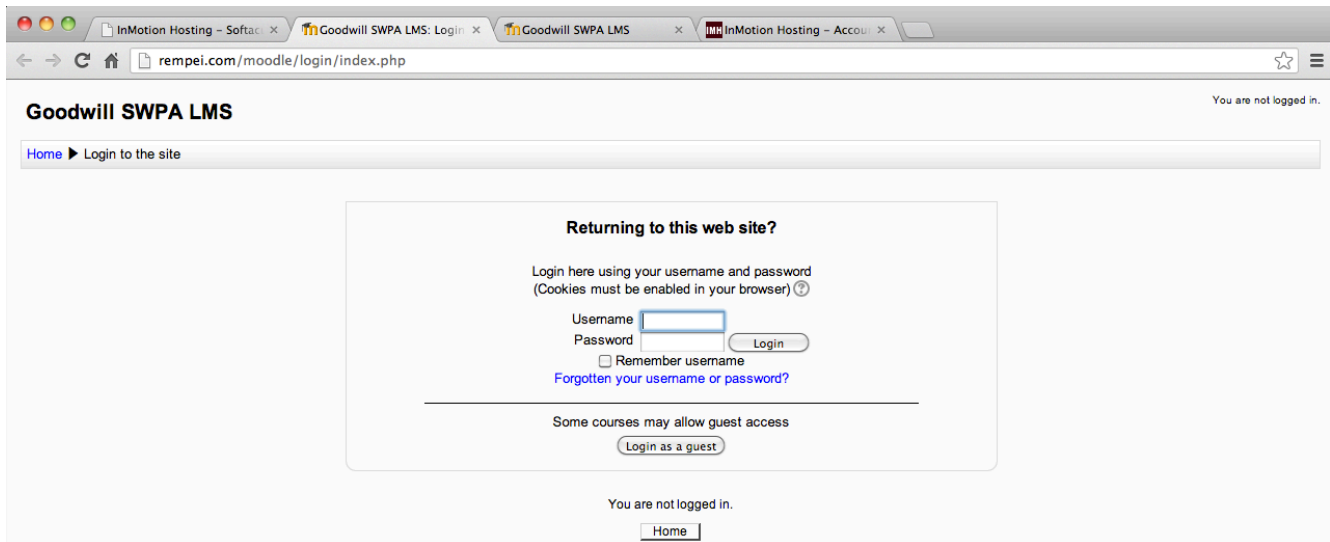 InMotion Hosting – Softac
Goodwill SWPA LMS: Login
Goodwill SWPA LMS
IMH InMotion Hosting – Accou
rempei.com/moodle/login/index.php
Goodwill SWPA LMS
You are not logged in.
Home ► Login to the site
Returning to this web site?
Login here using your username and password
(Cookies must be enabled in your browser) ?
Username
Password Login
Remember username
Forgotten your username or password?
Some courses may allow guest access
Login as a guest
You are not logged in.
Home